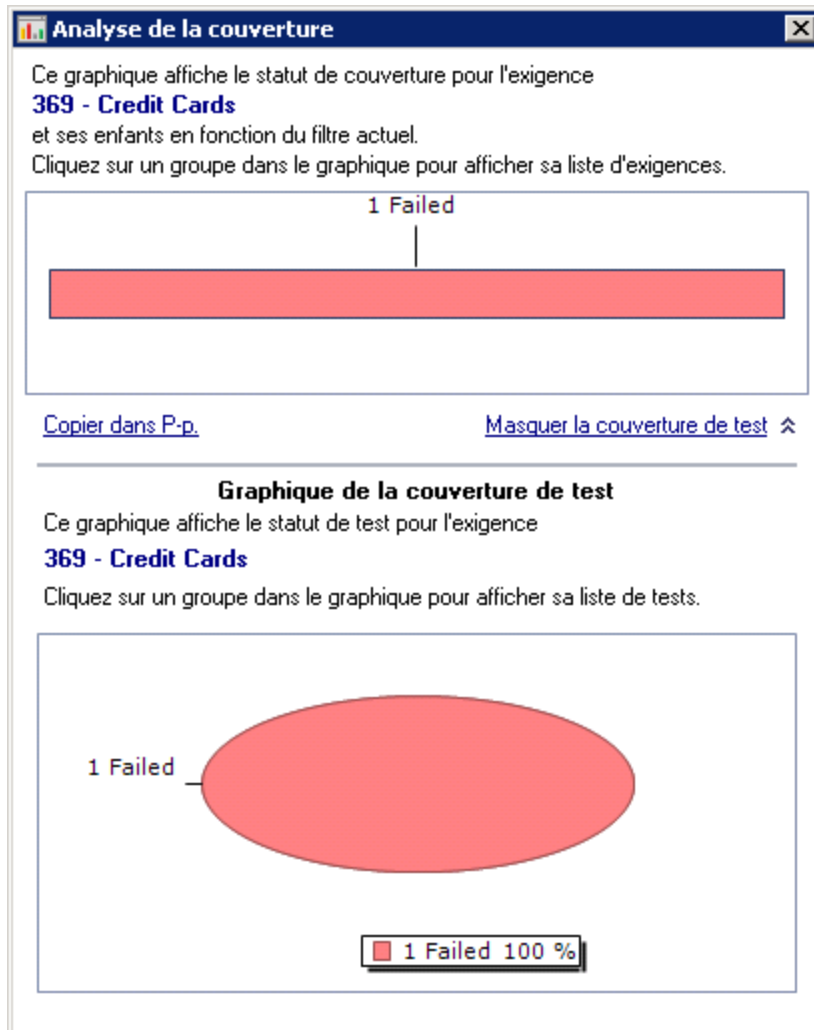 Analyse de la couverture
Ce graphique affiche le statut de couverture pour l'exigence
369 - Credit Cards
et ses enfants en fonction du filtre actuel.
Cliquez sur un groupe dans le graphique pour afficher sa liste d'exigences.
1 Failed
Copier dans P-p. Masquer la couverture de test
Graphique de la couverture de test
Ce graphique affiche le statut de test pour l'exigence
369 - Credit Cards
Cliquez sur un groupe dans le graphique pour afficher sa liste de tests.
1 Failed
1 Failed 100 %